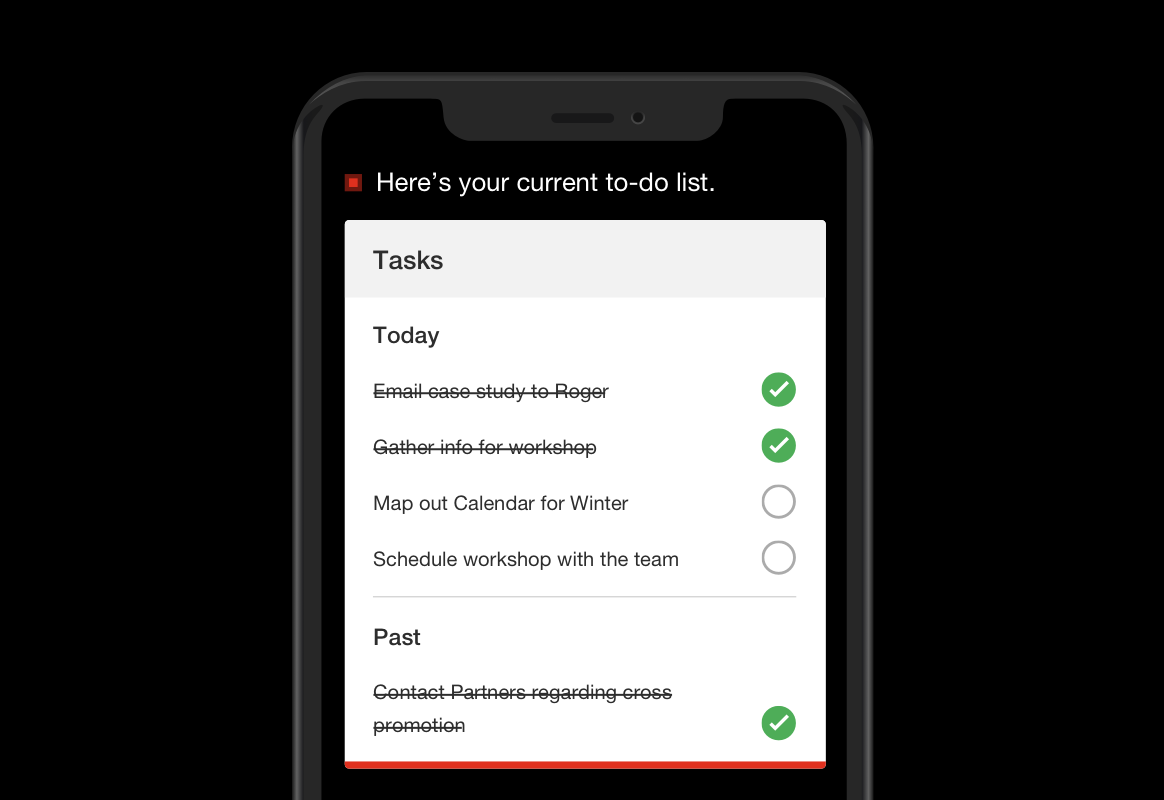 Here’s your current to-do list.
Tasks
Today
Email case study to Roger
Gather info for workshop
Map out Calendar for Winter
Schedule workshop with the team
Past
Contact Partners regarding cross
promotion